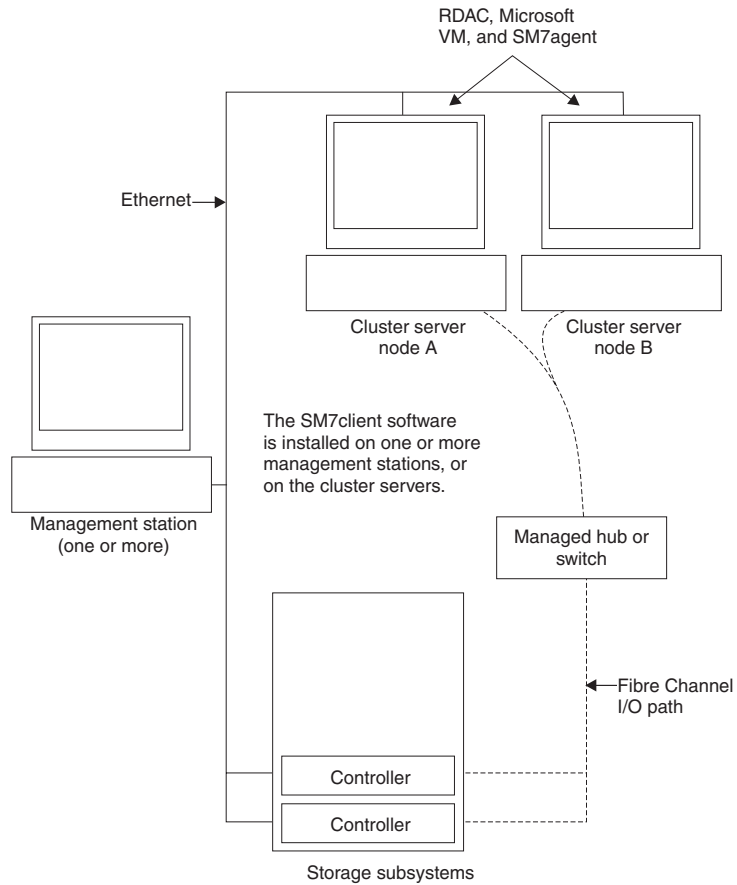 RDAC, Microsoft
VM, and SM7agent
Ethernet
Cluster server
node A
Cluster server
node B
The SM7client software
is installed on one or more
management stations, or
on the cluster servers.
Management station
(one or more)
Managed hub or
switch
Fibre Channel
I/O path
Controller
Controller
Storage subsystems